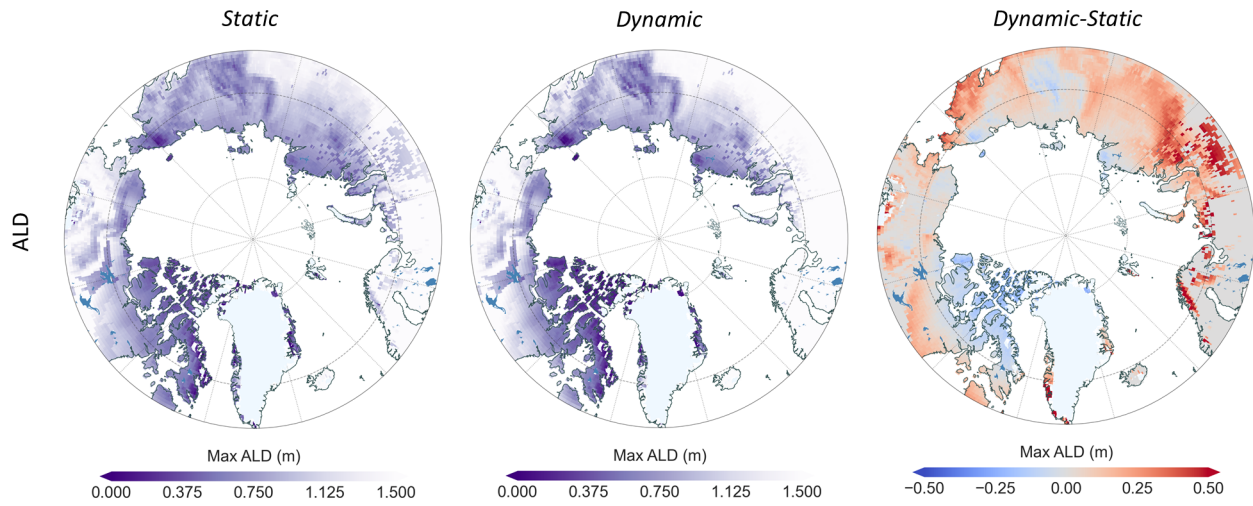 Static Dynamic Dynamic-Static
ALD
Max ALD (m) Max ALD (m) Max ALD (m)
0.000 0.375 0.750 1.125 1.500 0.000 0.375 0.750 1.125 1.500 −0.50 −0.25 0.00 0.25 0.50